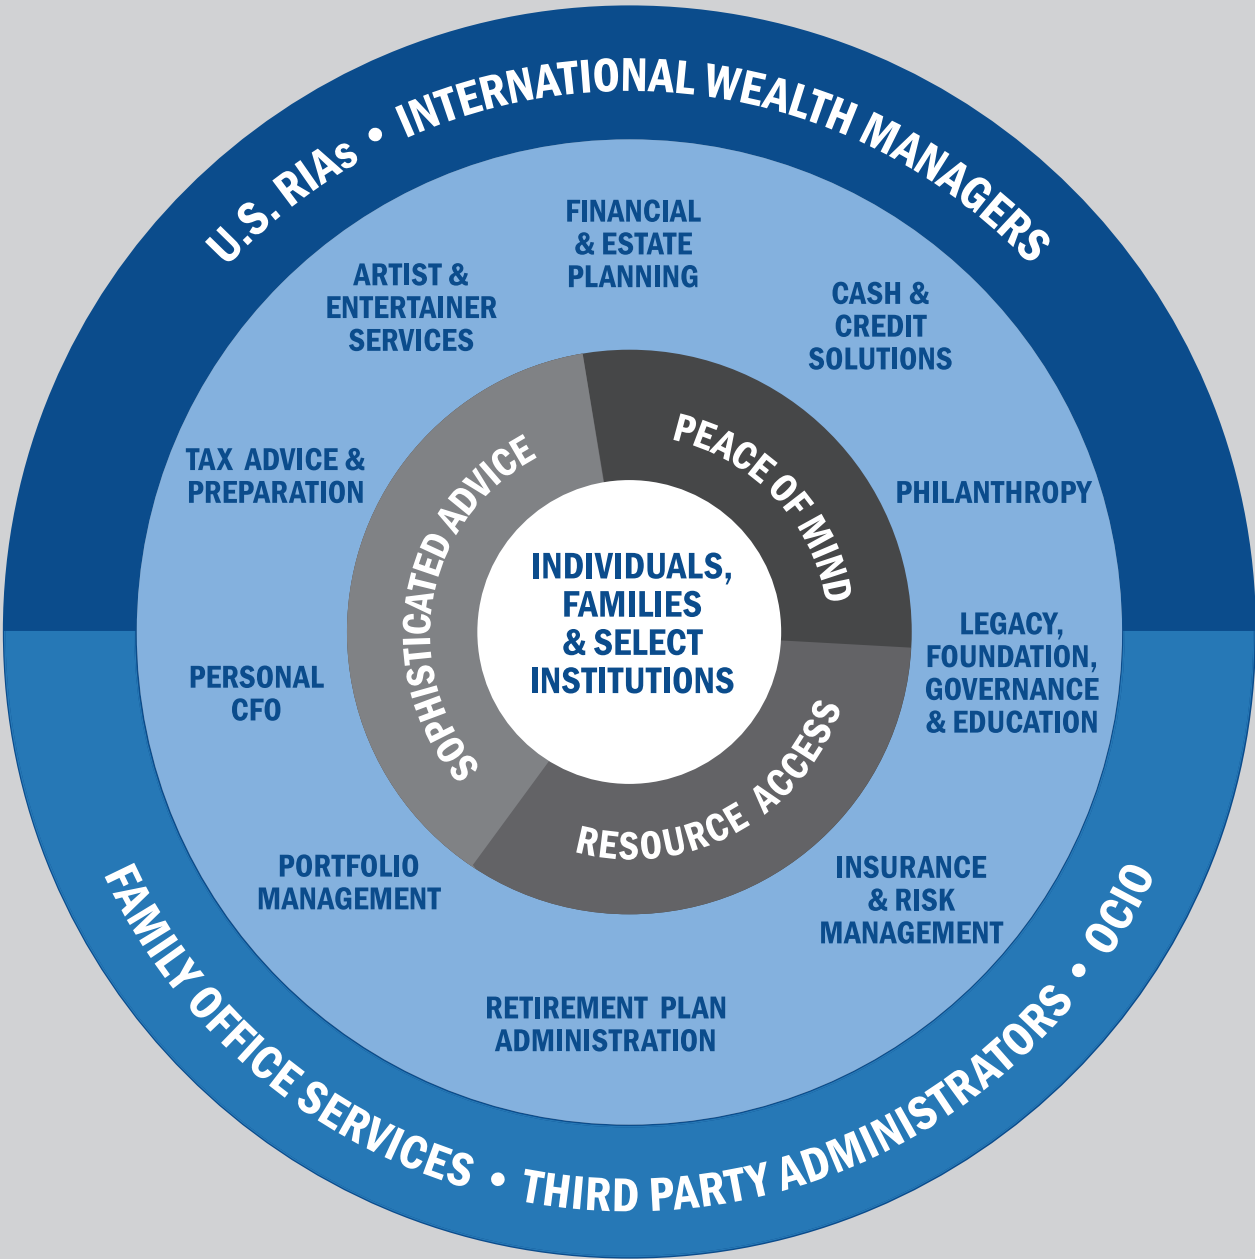 U.S. RIAs • INTERNATIONAL WEALTH MANAGERS
FINANCIAL
& ESTATE
PLANNING
CASH &
CREDIT
SOLUTIONS
PHILANTHROPY
LEGACY,
FOUNDATION,
GOVERNANCE
& EDUCATION
INSURANCE
& RISK
MANAGEMENT
RETIREMENT PLAN
ADMINISTRATION
PORTFOLIO
MANAGEMENT
PERSONAL
CFO
TAX ADVICE &
PREPARATION
ARTIST &
ENTERTAINER
SERVICES
SOPHISTICATED ADVICE
PEACE OF MIND
RESOURCE ACCESS
INDIVIDUALS,
FAMILIES
& SELECT
INSTITUTIONS
FAMILY OFFICE SERVICES • THIRD PARTY ADMINISTRATORS • OCIO